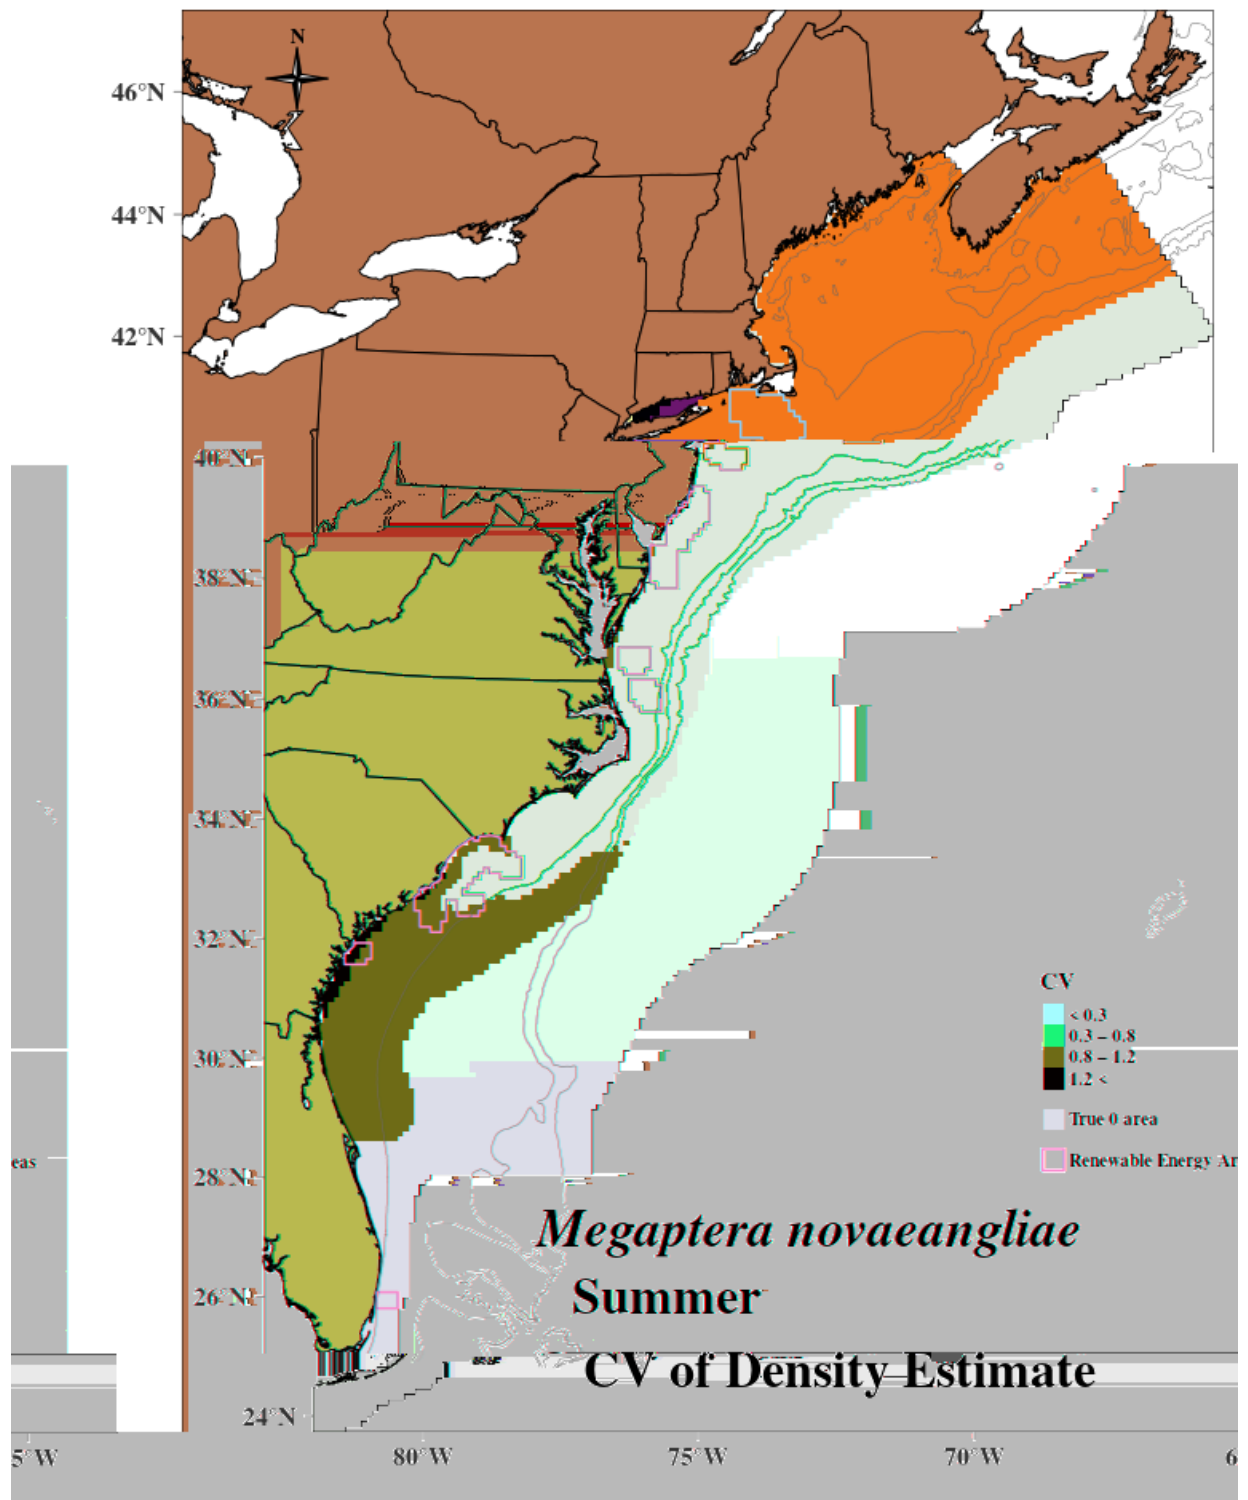 N
46°N
44°N
42°N
40°N
38°N
36°N
34°N
32°N
CV
< 0.3
0.3 – 0.8
30°N
0.8 – 1.2
1.2 <
True 0 area
eas
Renewable Energy Ar
28°N
Megaptera novaeangliae
26°N
Summer
CV of Density Estimate
24°N
5°W
80°W
75°W
70°W
6